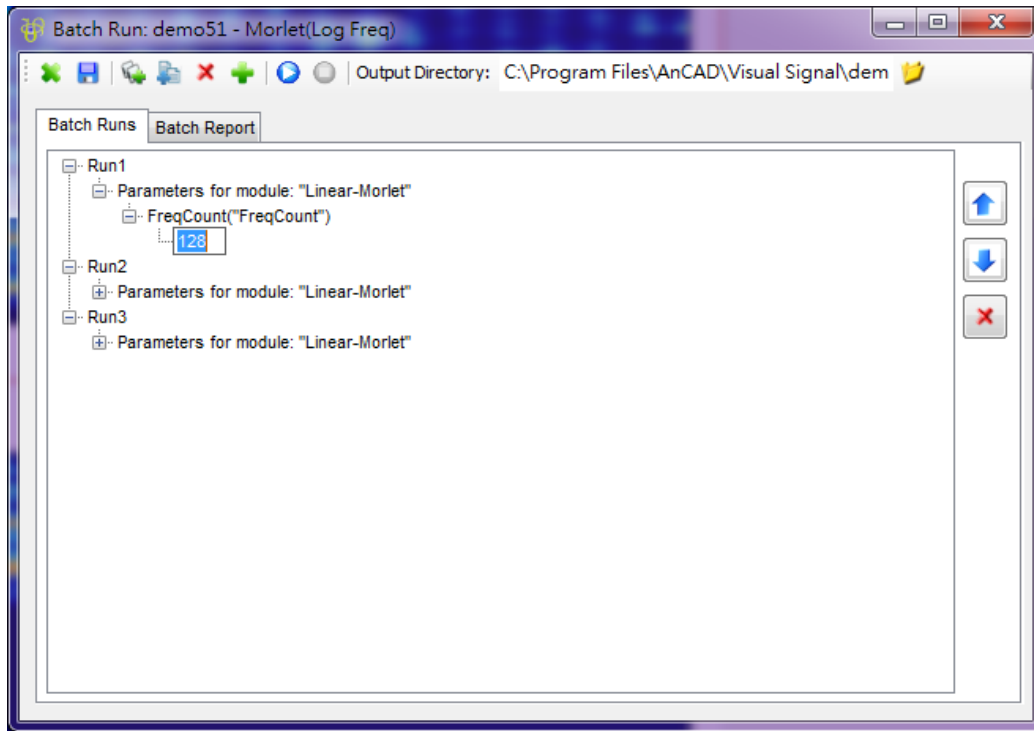 Batch Run: demo51 - Morlet(Log Freq)
Output Directory: C:\Program Files\AnCAD\Visual Signal\dem
Batch Runs Batch Report
Run1
Parameters for module: "Linear-Morlet"
FreqCount("FreqCount")
128
Run2
Parameters for module: "Linear-Morlet"
Run3
Parameters for module: "Linear-Morlet"